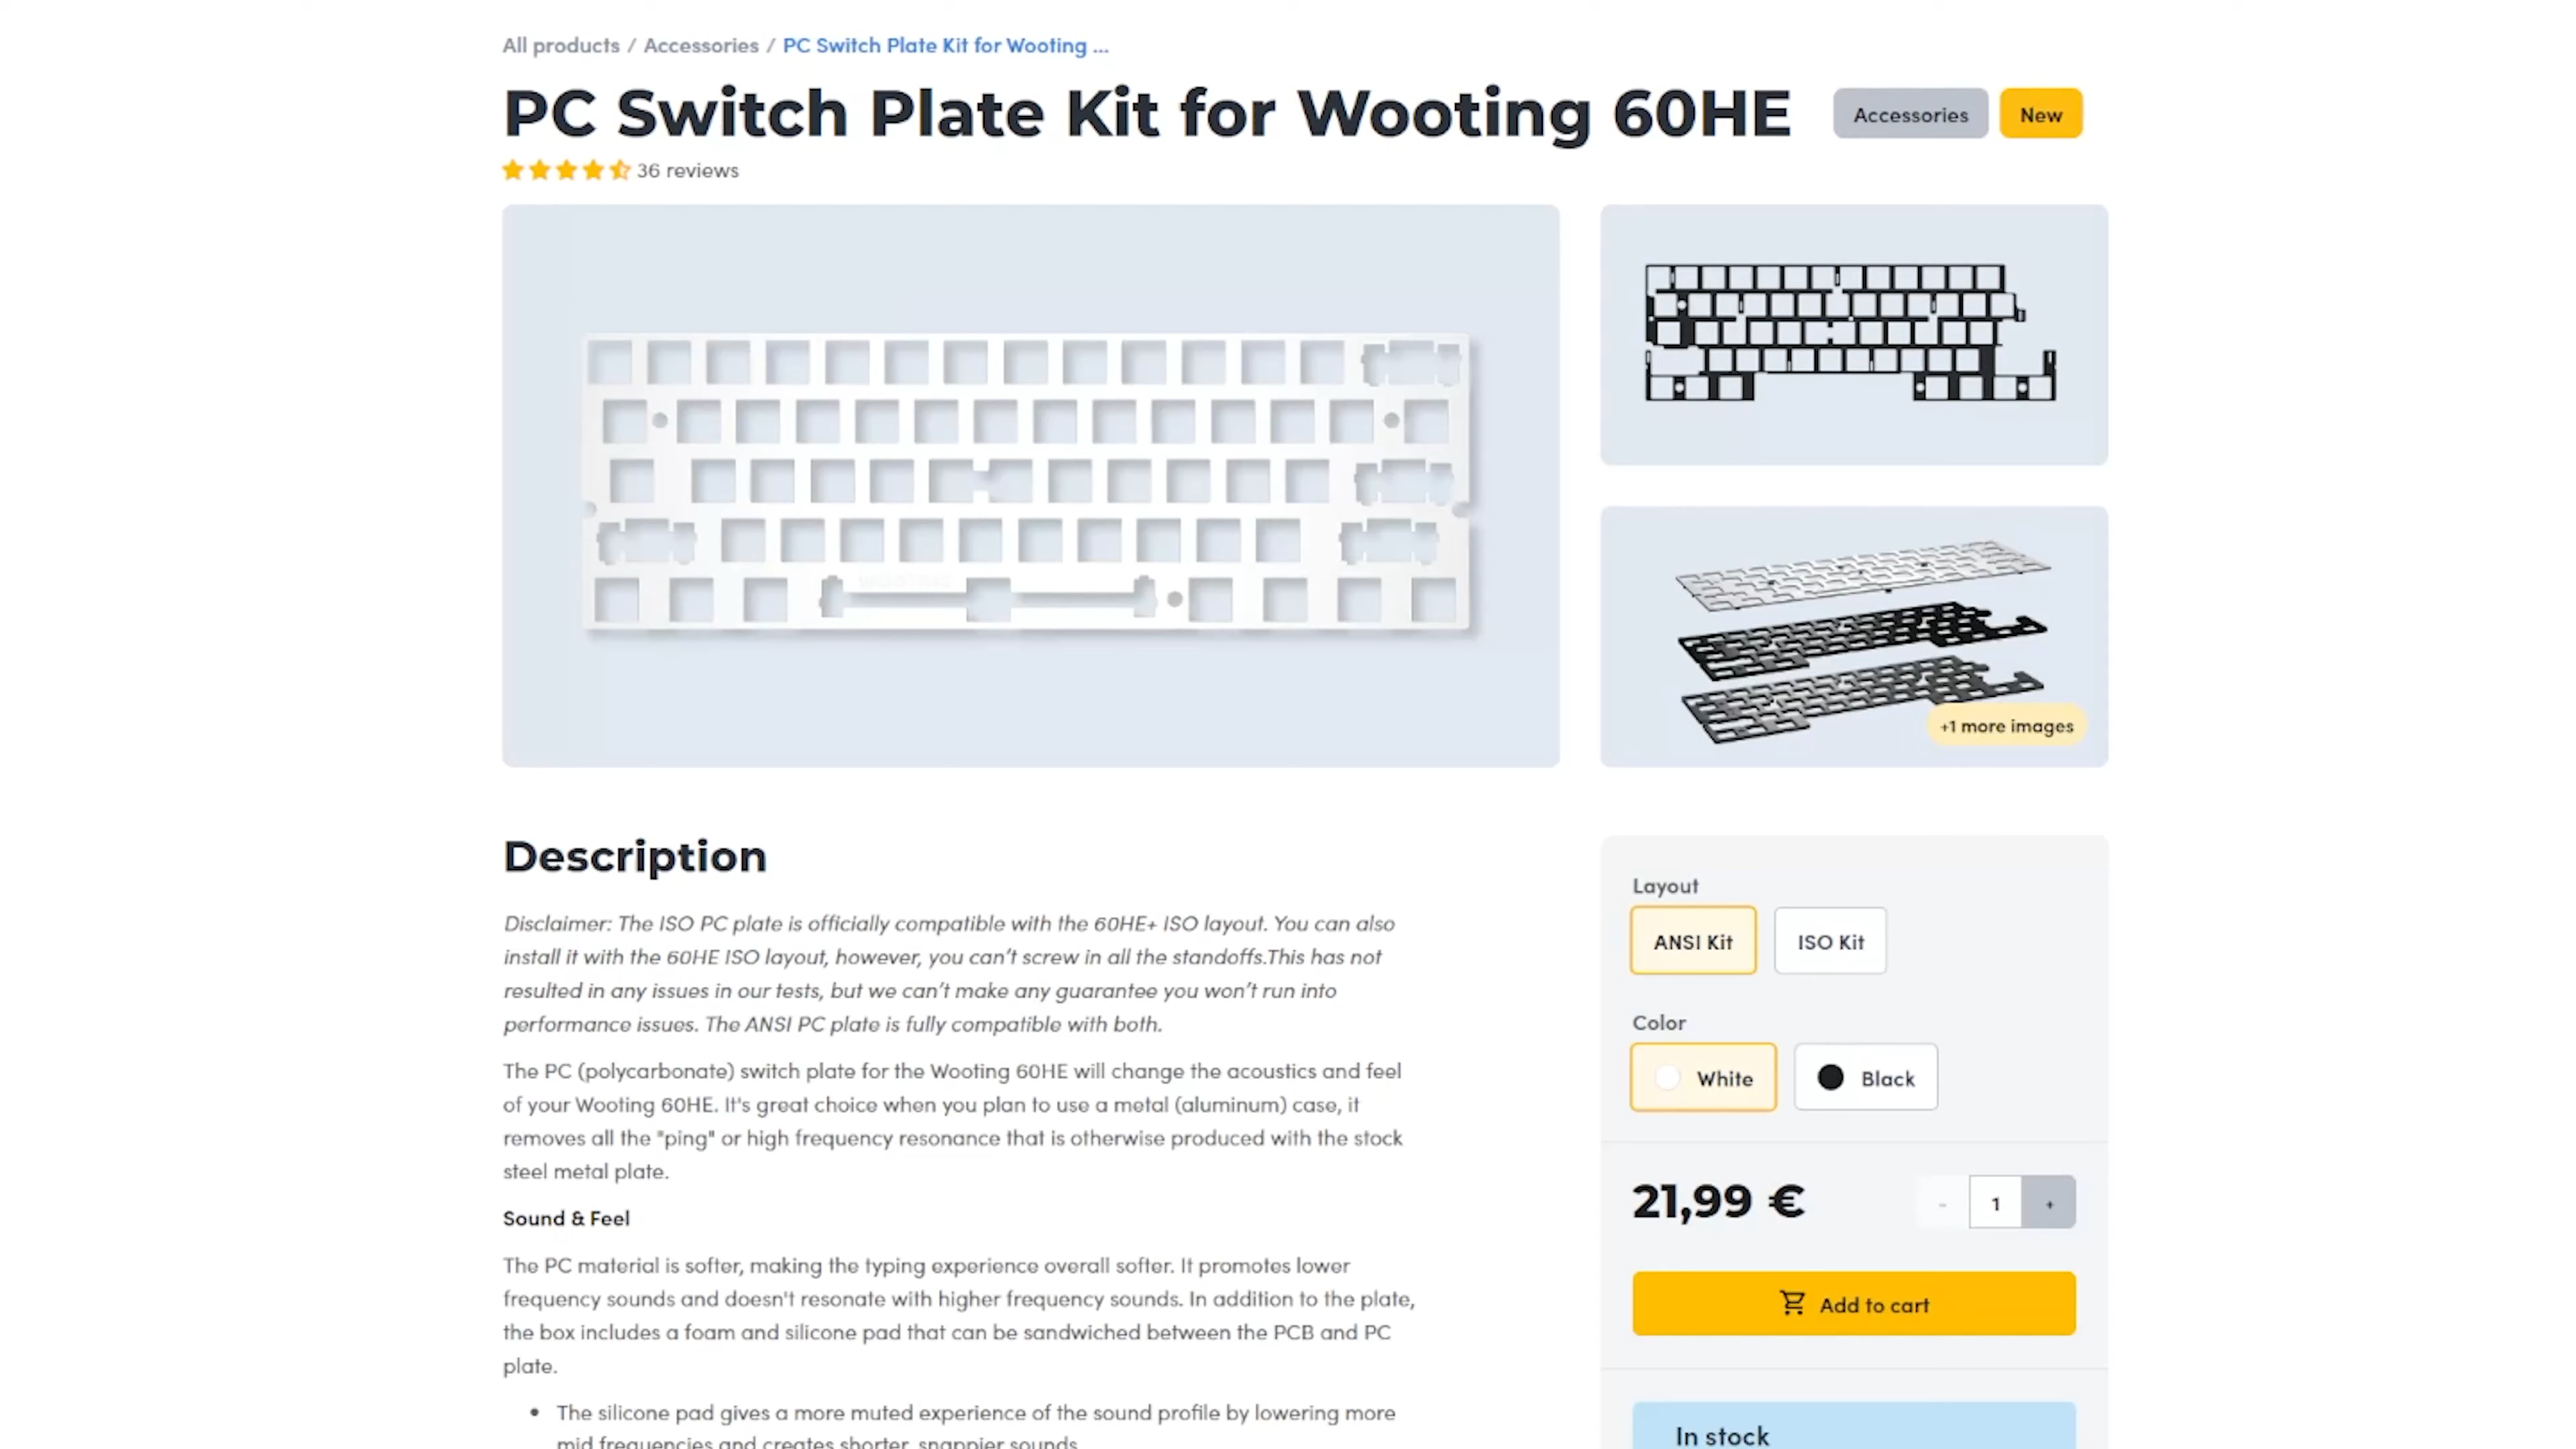 All products / Accessories / PC Switch Plate Kit for Wooting ...
PC Switch Plate Kit for Wooting 60HE
Accessories
New
36 reviews
+1 more images
Description
Disclaimer: The ISO PC plate is officially compatible with the 60HE+ ISO layout. You can also
install it with the 60HE ISO layout, however, you can't screw in all the standoffs.This has not
resulted in any issues in our tests, but we can't make any guarantee you won't run into
performance issues. The ANSI PC plate is fully compatible with both.
The PC (polycarbonate) switch plate for the Wooting 60HE will change the acoustics and feel
of your Wooting 60HE. It's great choice when you plan to use a metal (aluminum) case, it
removes all the "ping" or high frequency resonance that is otherwise produced with the stock
steel metal plate.
Sound & Feel
The PC material is softer, making the typing experience overall softer. It promotes lower
frequency sounds and doesn't resonate with higher frequency sounds. In addition to the plate,
the box includes a foam and silicone pad that can be sandwiched between the PCB and PC
plate.
• The silicone pad gives a more muted experience of the sound profile by lowering more
mid frequencies and creates shorter, snappier sounds
Layout
ANSI Kit
ISO Kit
Color
White
Black
21,99 €
- 1 +
Add to cart
In stock